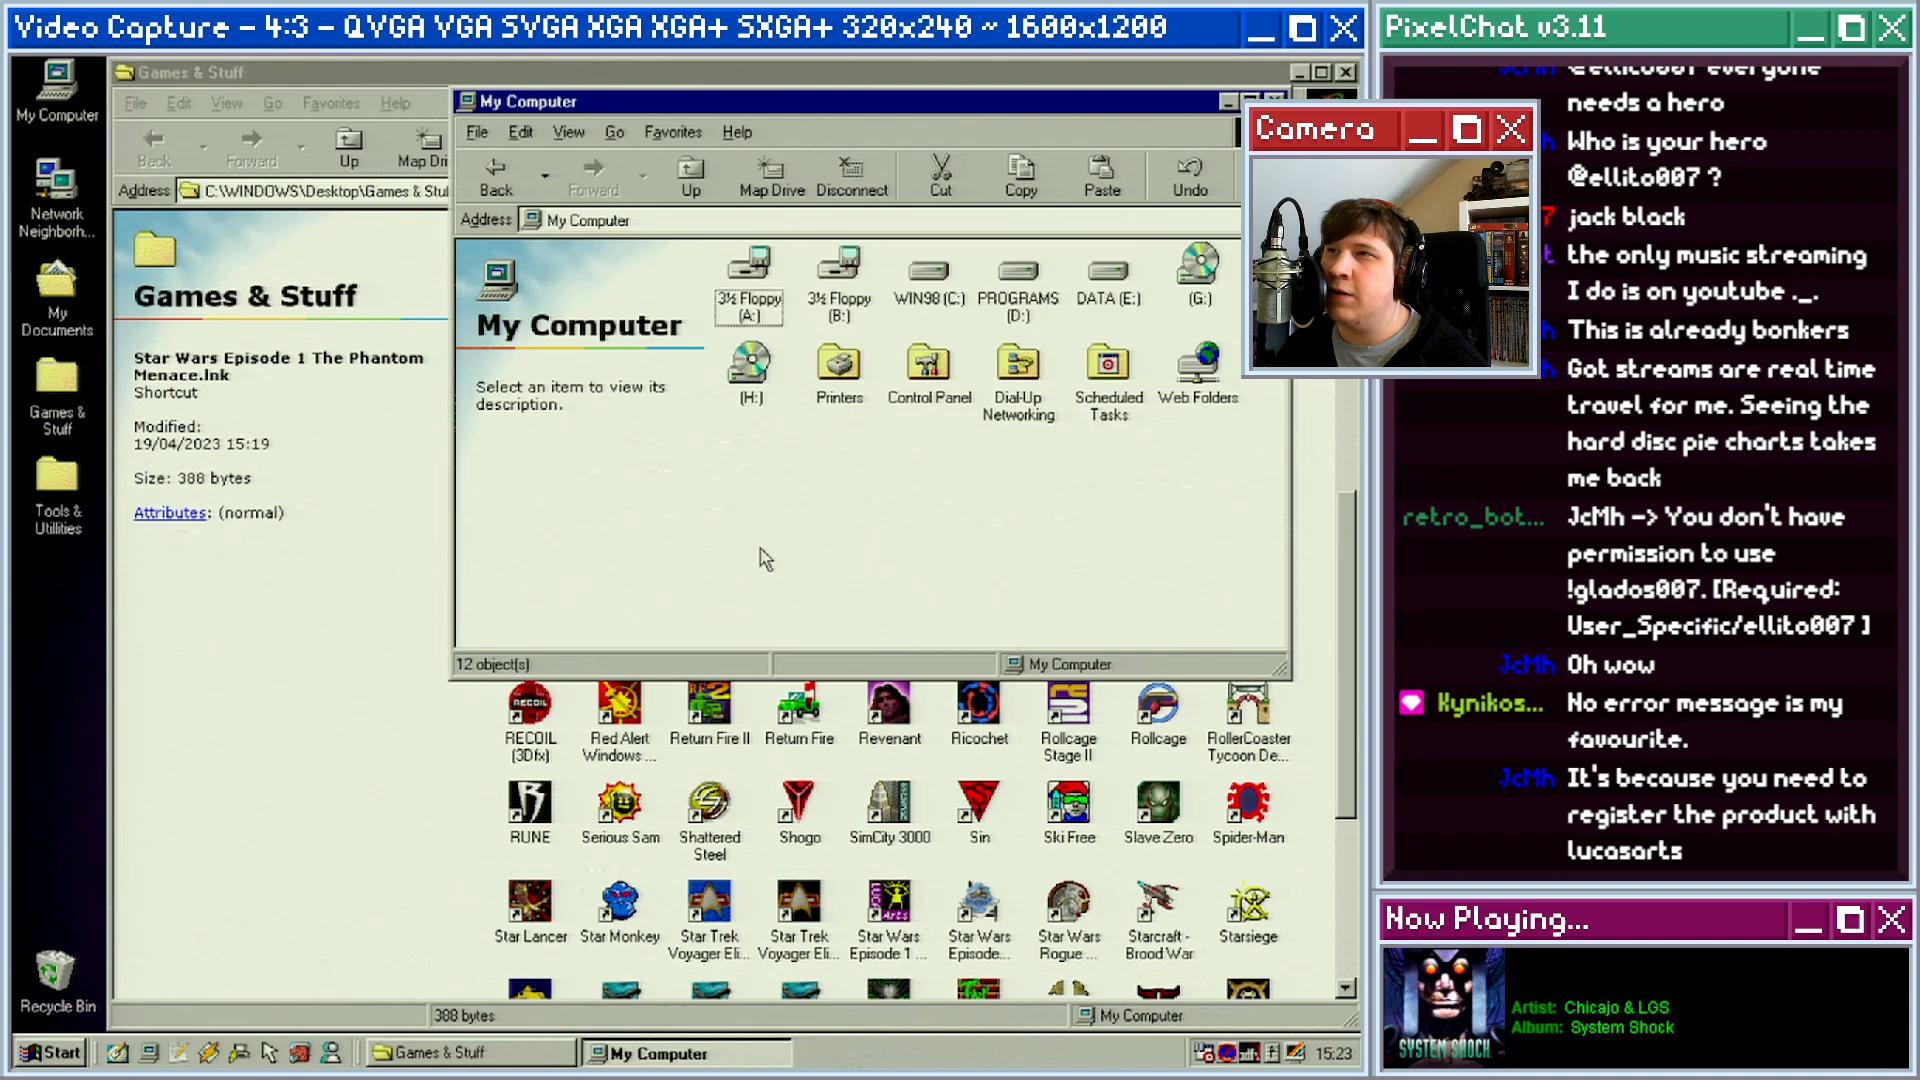 Video Capture - 4:3 - QVGA VGA SVGA XGA XGA+ SXGA+ 320x240 ~ 1600x1200
My Computer
Network
Neighborh...
My
Documents
Games &
Stuff
Tools &
Utilities
Recycle Bin
Games & Stuff
File Edit View Go Favorites Help
Back Forward Up Map Dri
Address C:\WINDOWS\Desktop\Games & Stuf
Games & Stuff
Star Wars Episode 1 The Phantom
Menace.lnk
Shortcut
Modified:
19/04/2023 15:19
Size: 388 bytes
Attributes: (normal)
My Computer
File Edit View Go Favorites Help
Back Forward Up Map Drive Disconnect Cut Copy Paste Undo
Address My Computer
My Computer
Select an item to view its
description.
3½ Floppy
(A:)
3½ Floppy
(B:)
WIN98 (C:)
PROGRAMS
(D:)
DATA (E:)
(G:)
(H:)
Printers
Control Panel
Dial-Up
Networking
Scheduled
Tasks
Web Folders
12 object(s)
My Computer
RECOIL
RECOIL
(3Dfx)
Red Alert
Windows ...
Return Fire II
Return Fire
Revenant
Ricochet
Rollcage
Stage II
Rollcage
RollerCoaster
Tycoon De...
RUNE
Serious Sam
Shattered
Steel
Shogo
SimCity 3000
Sin
Ski Free
Slave Zero
Spider-Man
Star Lancer
Star Monkey
Star Trek
Voyager Eli...
Star Trek
Voyager Eli...
Star Wars
Episode 1 ...
Star Wars
Episode...
Star Wars
Rogue ...
Starcraft -
Brood War
Starsiege
388 bytes
My Computer
Start
Games & Stuff
My Computer
15:23
Camera
PixelChat v3.11
JcMh @ellito007 everyone
needs a hero
Who is your hero
@ellito007 ?
jack black
the only music streaming
I do is on youtube ._.
This is already bonkers
Got streams are real time
travel for me. Seeing the
hard disc pie charts takes
me back
retro_bot... JcMh -> You don't have
permission to use
!glados007. [Required:
User_Specific/ellito007 ]
JcMh Oh wow
Kynikos... No error message is my
favourite.
JcMh It's because you need to
register the product with
lucasarts
Now Playing...
SYSTEM SHOCK
Artist: Chicajo & LGS
Album: System Shock